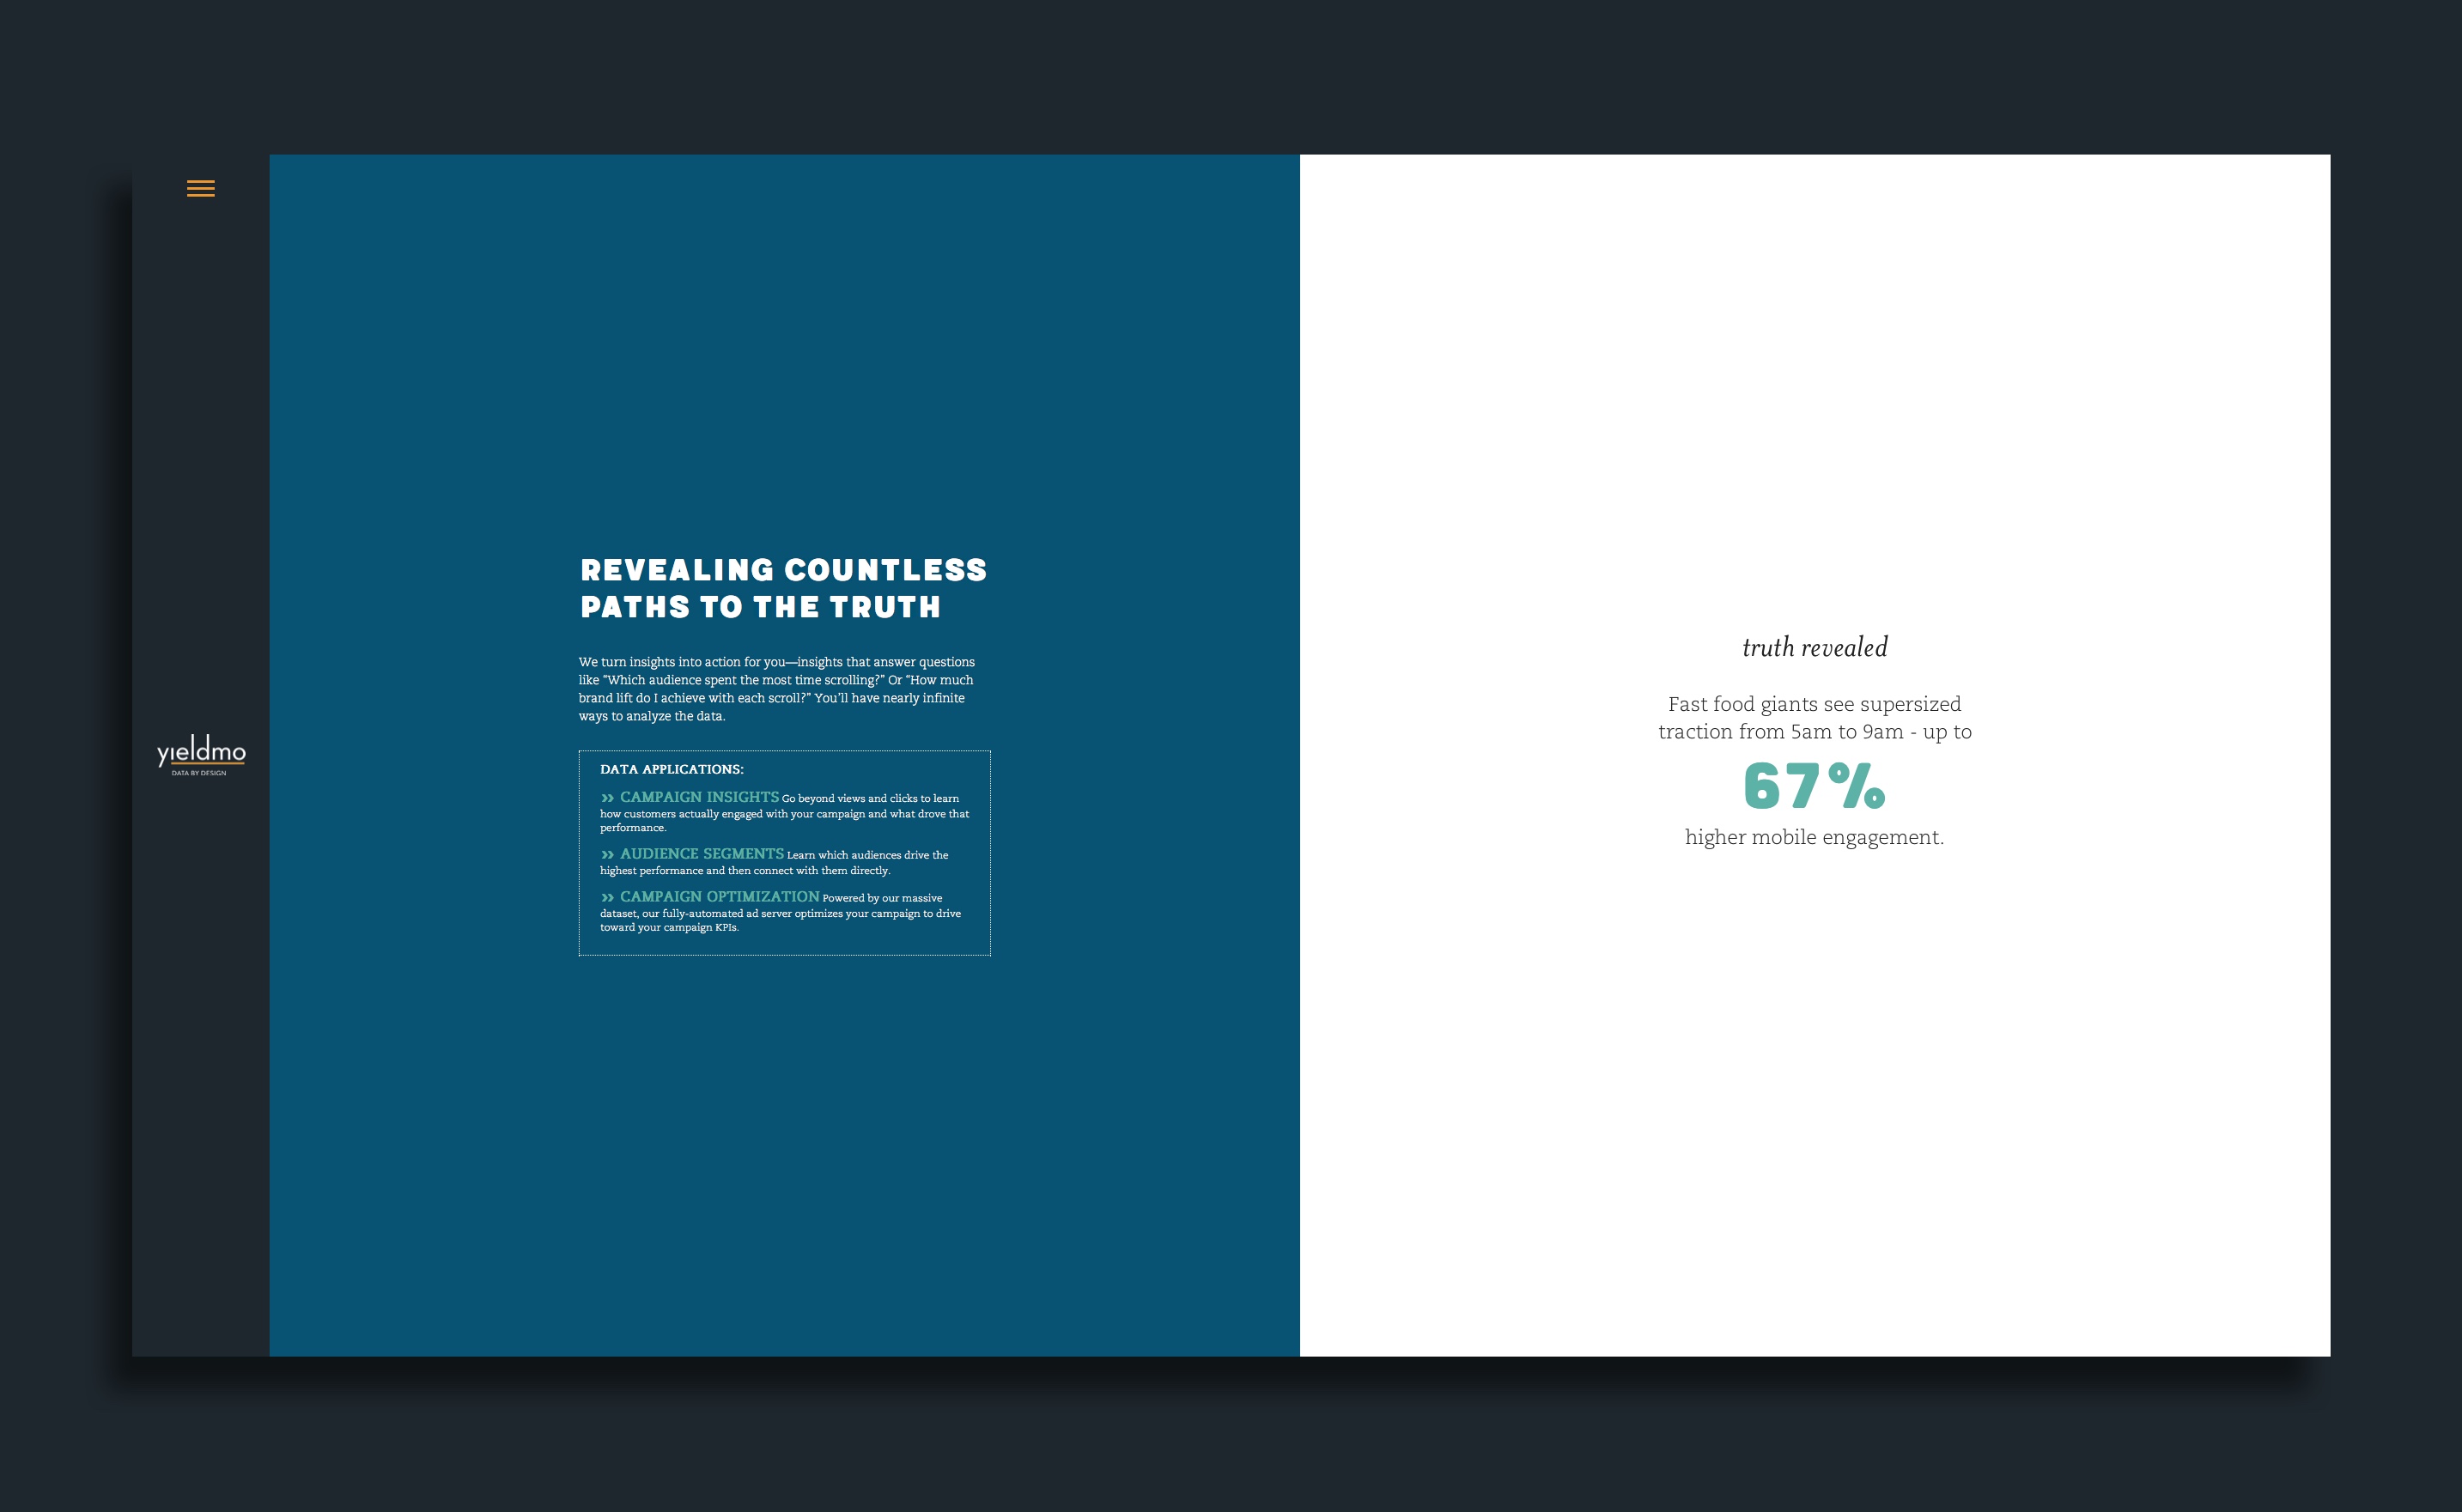 yieldmo
DATA BY DESIGN
REVEALING COUNTLESS
PATHS TO THE TRUTH
We turn insights into action for you—insights that answer questions
like “Which audience spent the most time scrolling?” Or “How much
brand lift do I achieve with each scroll?” You’ll have nearly infinite
ways to analyze the data.
DATA APPLICATIONS:
» CAMPAIGN INSIGHTS Go beyond views and clicks to learn
how customers actually engaged with your campaign and what drove that
performance.
» AUDIENCE SEGMENTS Learn which audiences drive the
highest performance and then connect with them directly.
» CAMPAIGN OPTIMIZATION Powered by our massive
dataset, our fully-automated ad server optimizes your campaign to drive
toward your campaign KPIs.
truth revealed
Fast food giants see supersized
traction from 5am to 9am - up to
67%
higher mobile engagement.